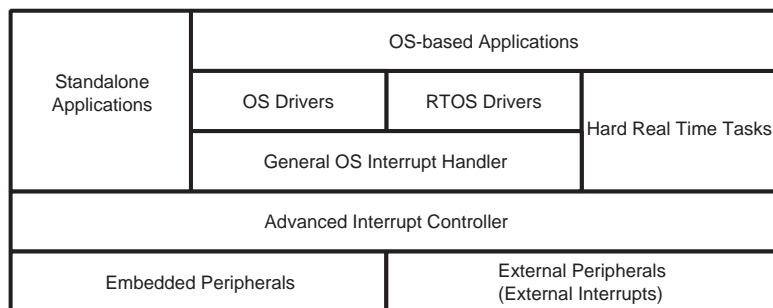 OS-based Applications
Standalone
Applications
OS Drivers
RTOS Drivers
Hard Real Time Tasks
General OS Interrupt Handler
Advanced Interrupt Controller
Embedded Peripherals
External Peripherals
(External Interrupts)